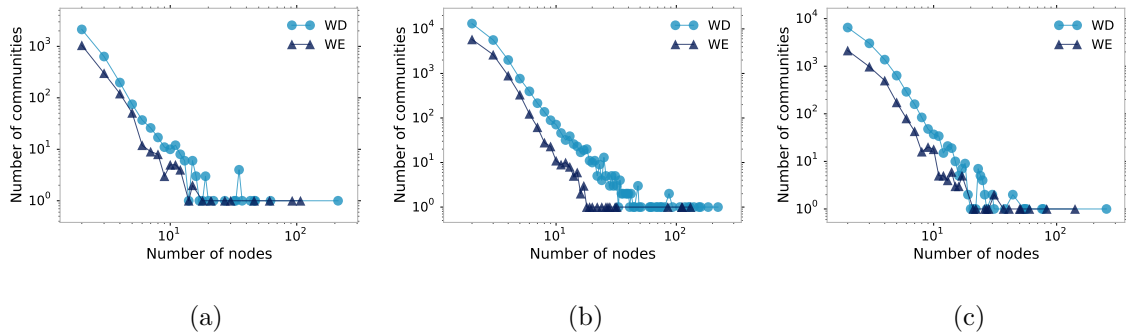 Number of communities
10^3
10^2
10^1
10^0
10^1
10^2
Number of nodes
WD
WE
(a)
Number of communities
10^4
10^3
10^2
10^1
10^0
10^1
10^2
Number of nodes
WD
WE
(b)
Number of communities
10^4
10^3
10^2
10^1
10^0
10^1
10^2
Number of nodes
WD
WE
(c)